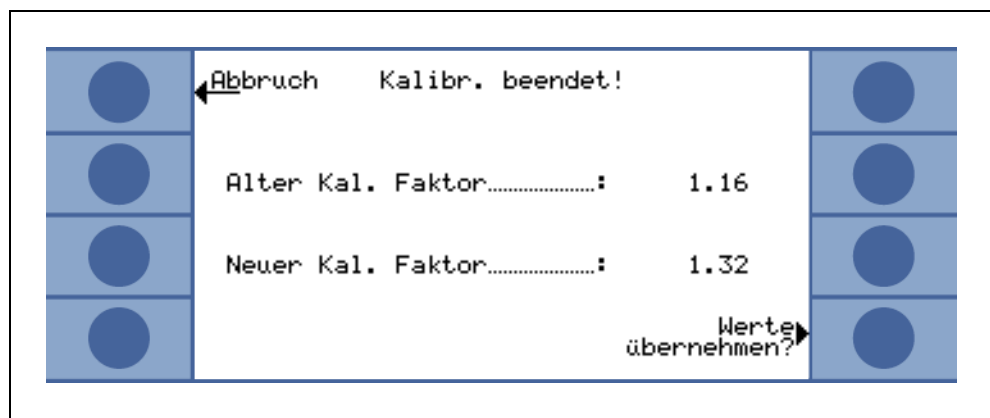 Abbruch Kalibr. beendet!
Alter Kal. Faktor.....................: 1.16
Neuer Kal. Faktor.....................: 1.32
Werte
übernehmen?